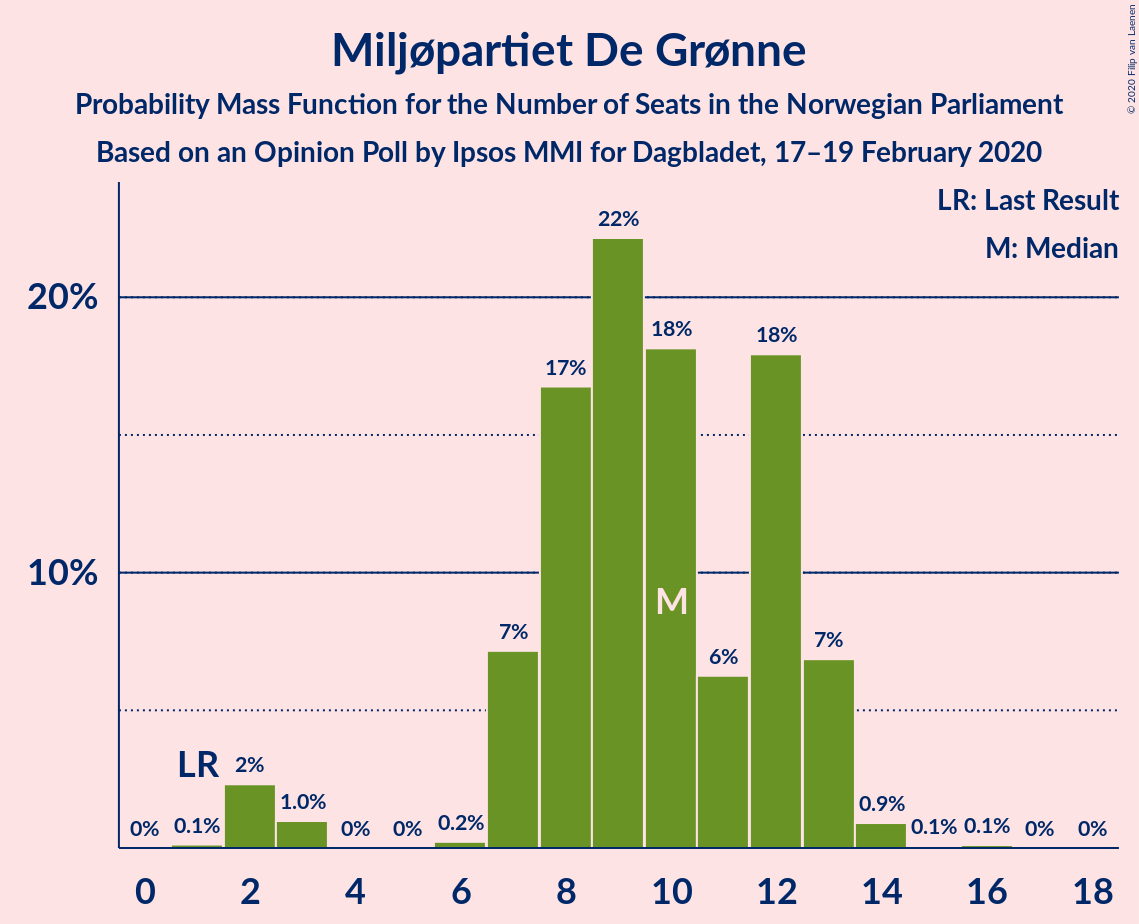 Miljøpartiet De Grønne
Probability Mass Function for the Number of Seats in the Norwegian Parliament
Based on an Opinion Poll by Ipsos MMI for Dagbladet, 17–19 February 2020
© 2020 Filip van Laenen
LR: Last Result
M: Median
20%
10%
0%
0.1%
LR
2%
1.0%
0%
0%
0.2%
7%
17%
22%
18%
M
6%
18%
7%
0.9%
0.1%
0.1%
0%
0%
0 2 4 6 8 10 12 14 16 18